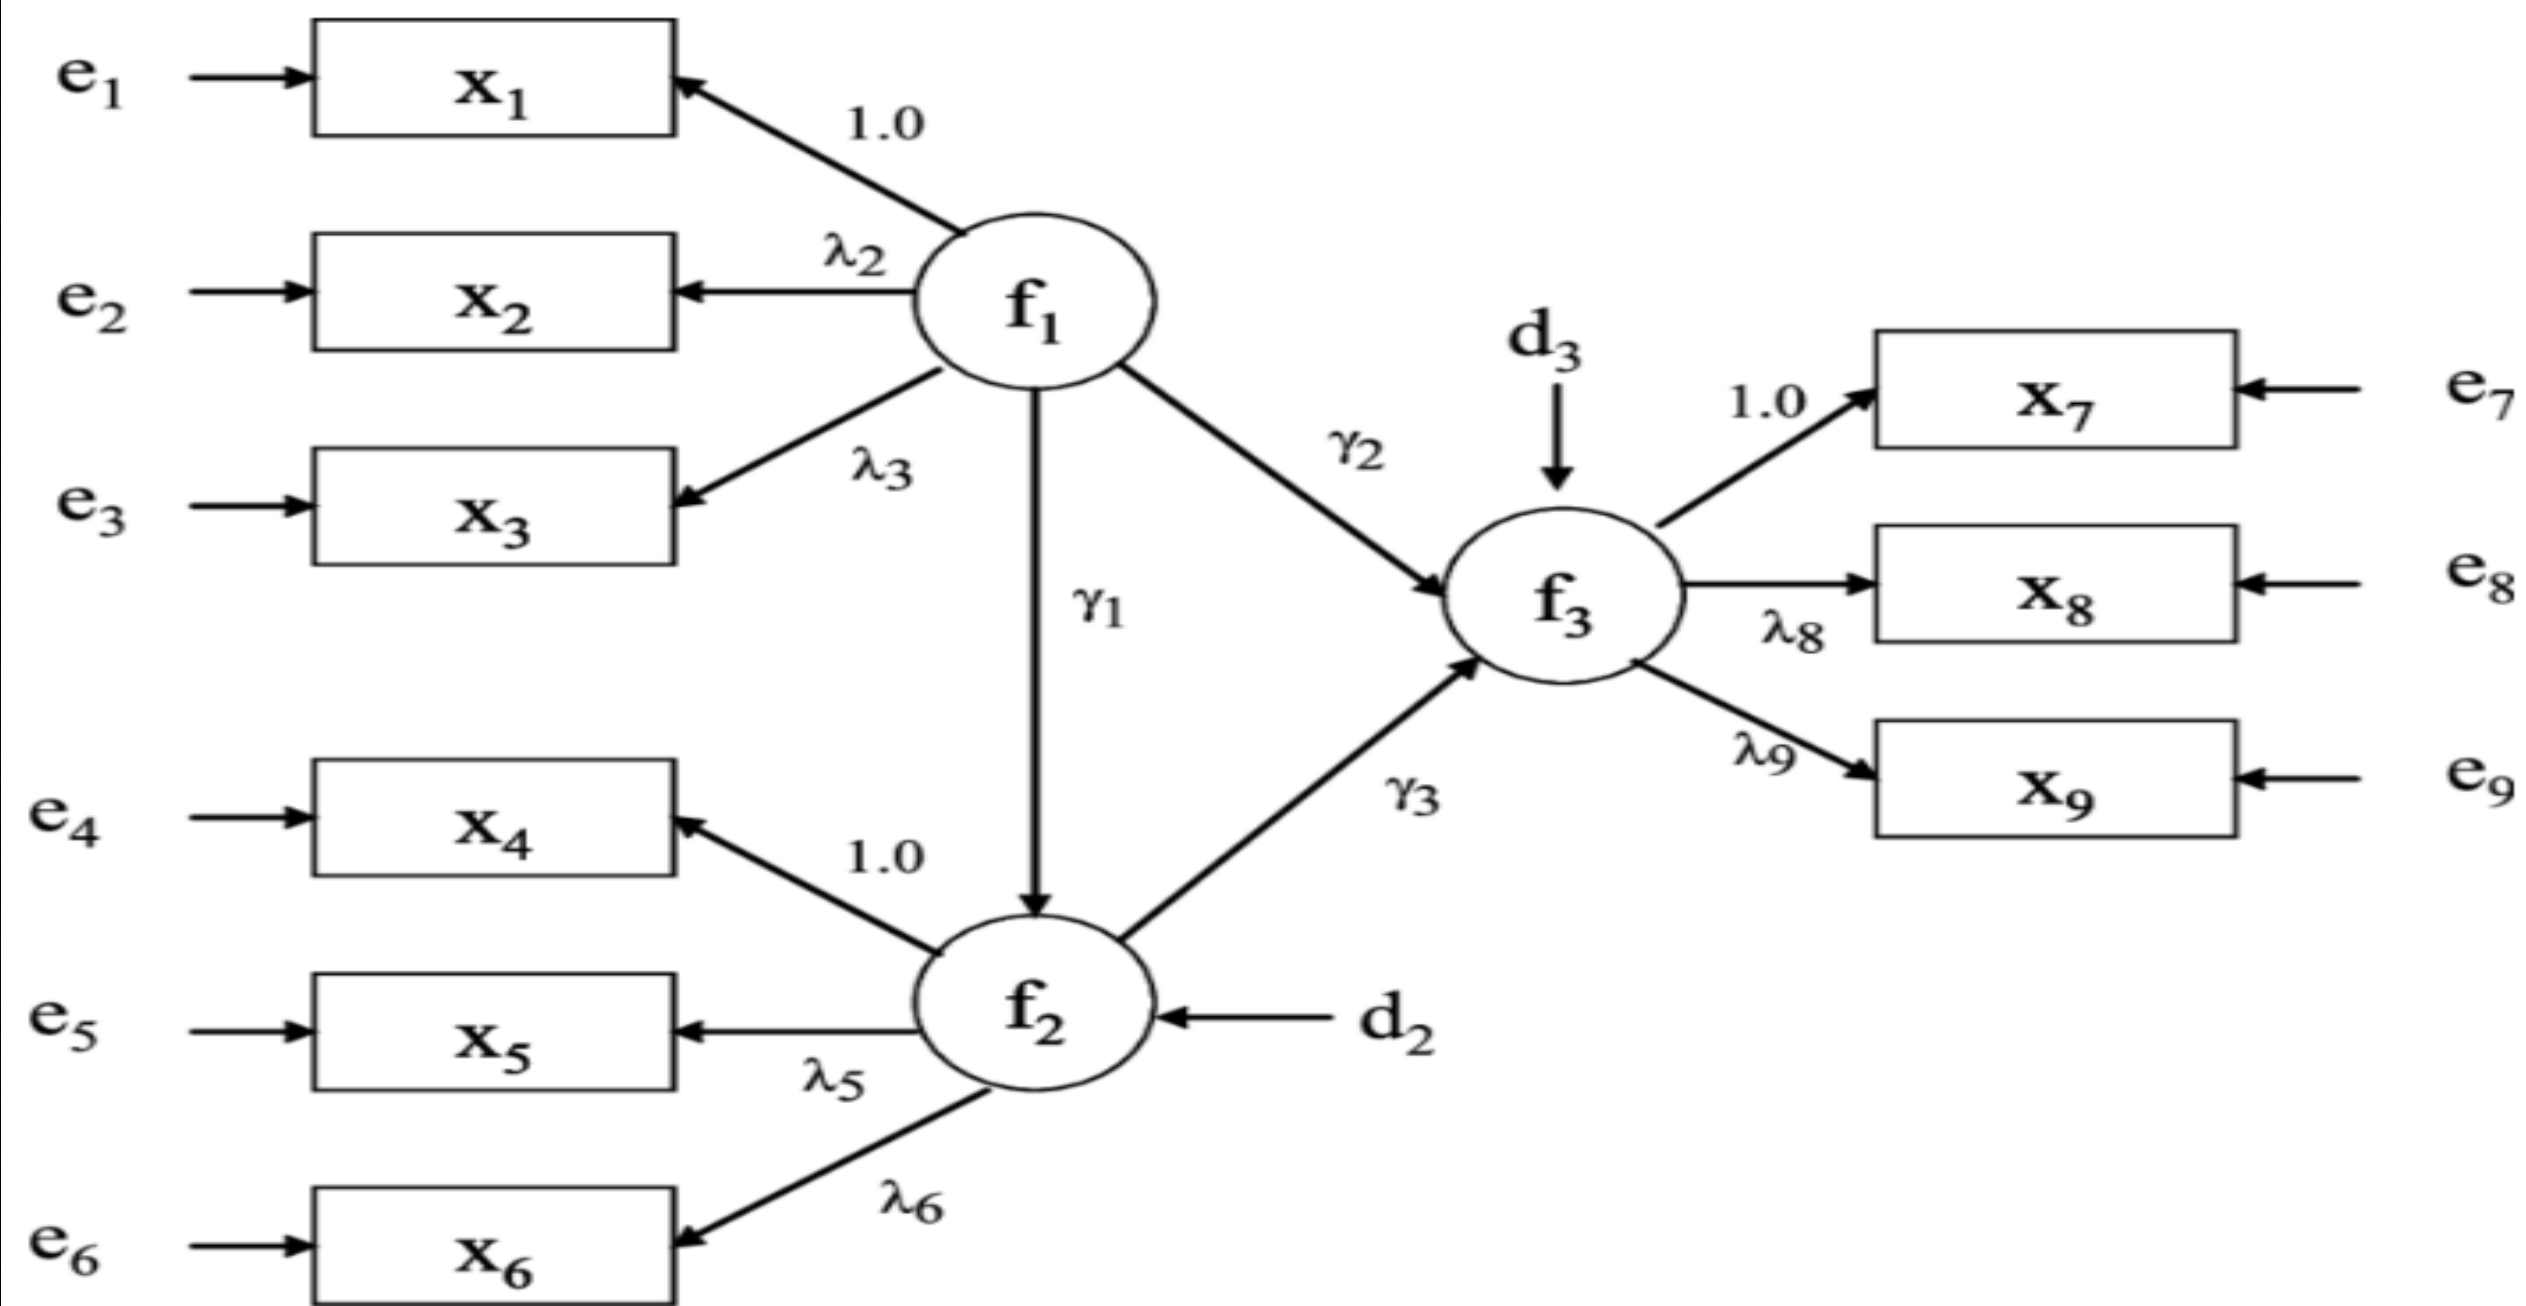 e₁
x₁
1.0
e₂
x₂
λ₂
f₁
e₃
x₃
λ₃
γ₂
d₃
1.0
x₇
e₇
γ₁
f₃
λ₈
x₈
e₈
λ₉
x₉
e₉
γ₃
e₄
x₄
1.0
e₅
x₅
λ₅
f₂
d₂
e₆
x₆
λ₆